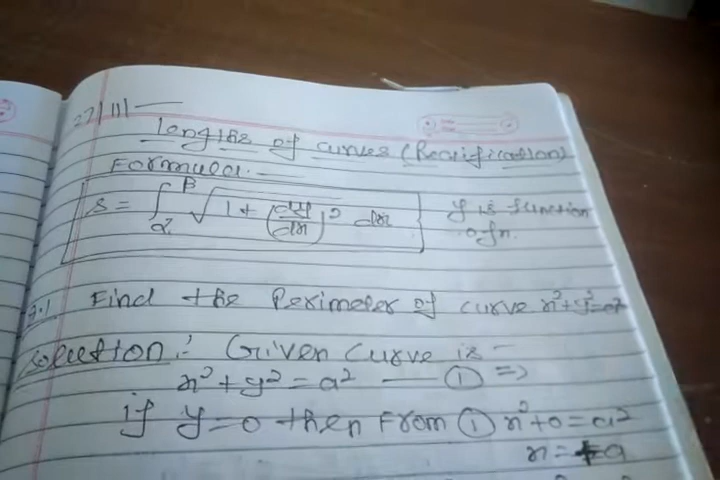 27/11/—
Lengths of curves (Rectification)
Formula:—
S = ∫_α^β √(1 + (dy/dx)²) dx } y is function
of x.
Q.1 Find the Perimeter of curve x²+y²=a²
Solution:- Given Curve is -
x² + y² = a² — ① ⇒
if y=0 then From ① x²+0=a²
x = ±a